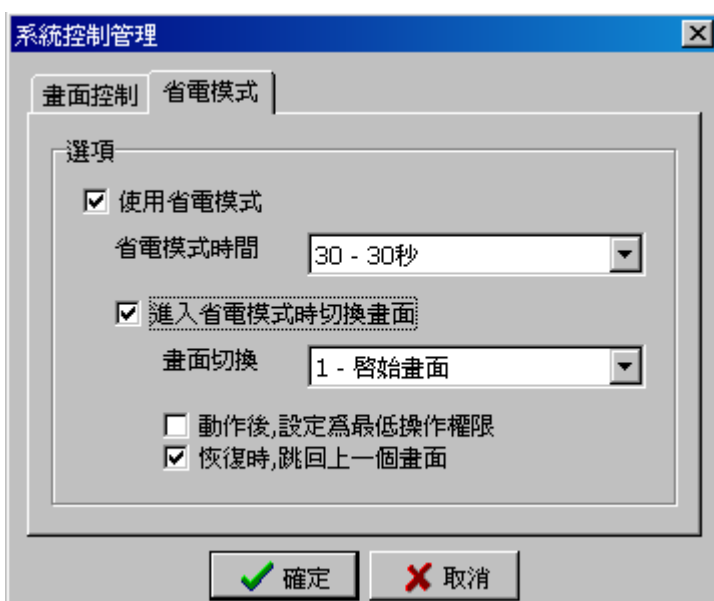 系統控制管理
畫面控制 省電模式
選項
使用省電模式
省電模式時間 30 - 30秒
進入省電模式時切換畫面
畫面切換 1 - 啓始畫面
動作後,設定爲最低操作權限
恢復時,跳回上一個畫面
確定 取消